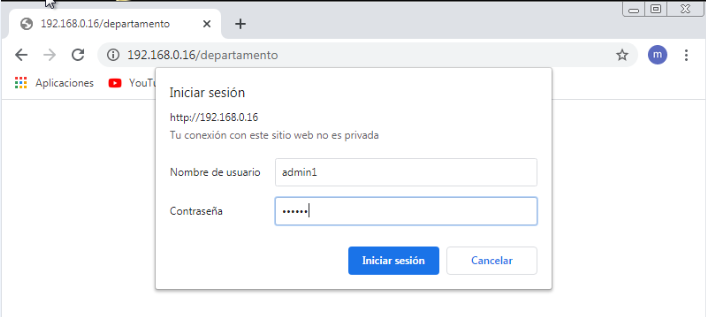 192.168.0.16/departamento
192.168.0.16/departamento
m
Aplicaciones
Iniciar sesión
http://192.168.0.16
Tu conexión con este sitio web no es privada
Nombre de usuario admin1
Contraseña ••••••
Iniciar sesión Cancelar